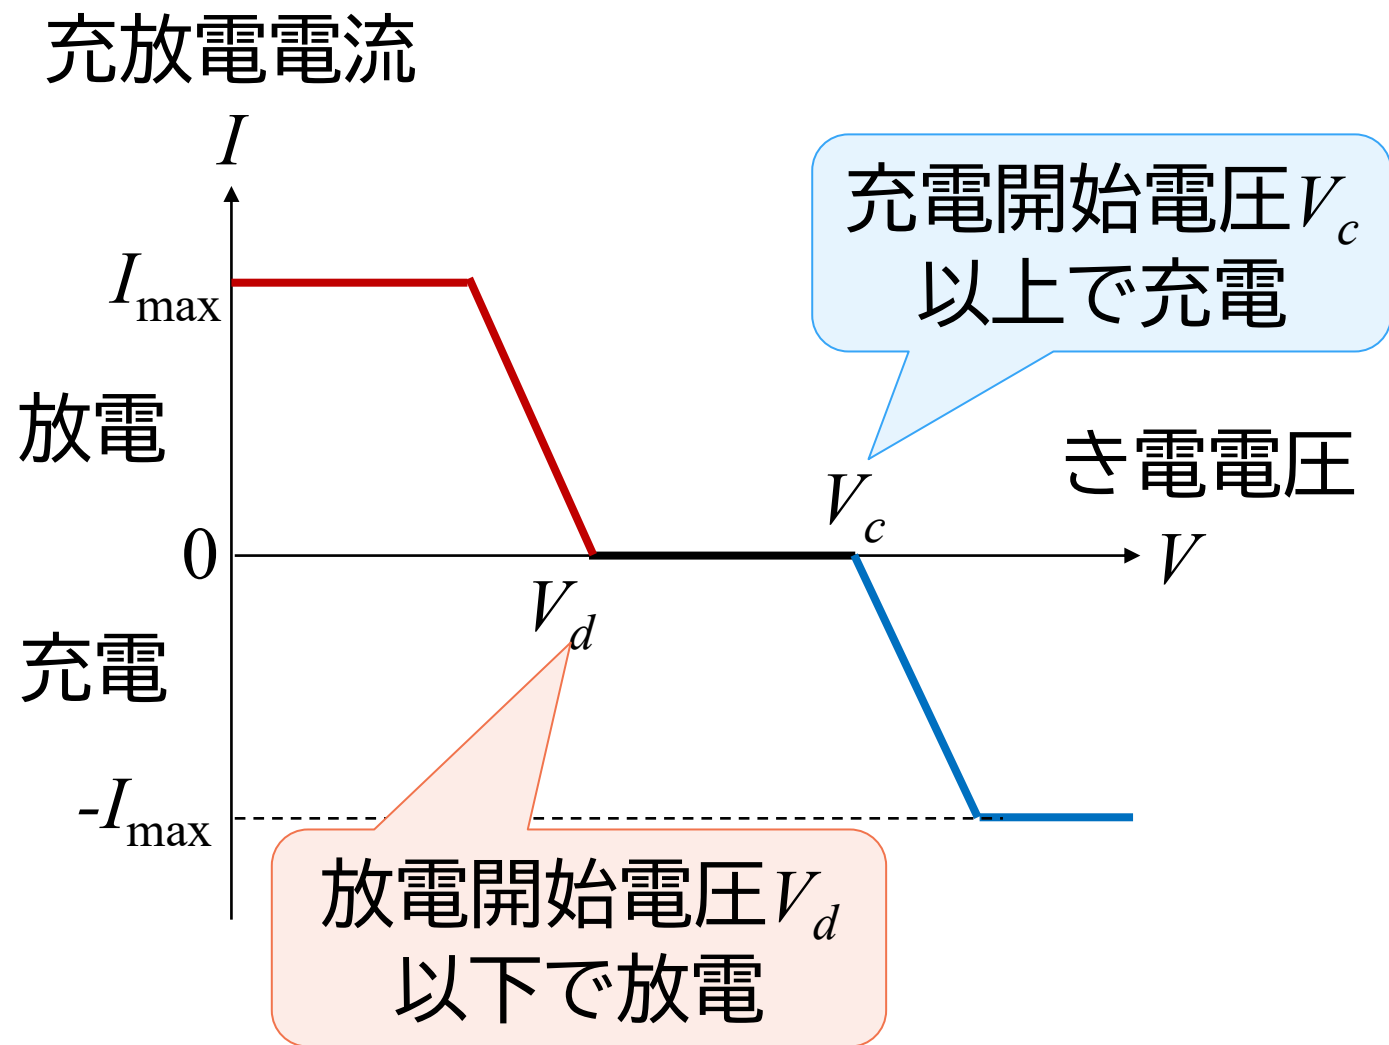 充放電電流
I
充電開始電圧Vc
以上で充電
Imax
放電
き電電圧
Vc
0
V
Vd
充電
-Imax
放電開始電圧Vd
以下で放電